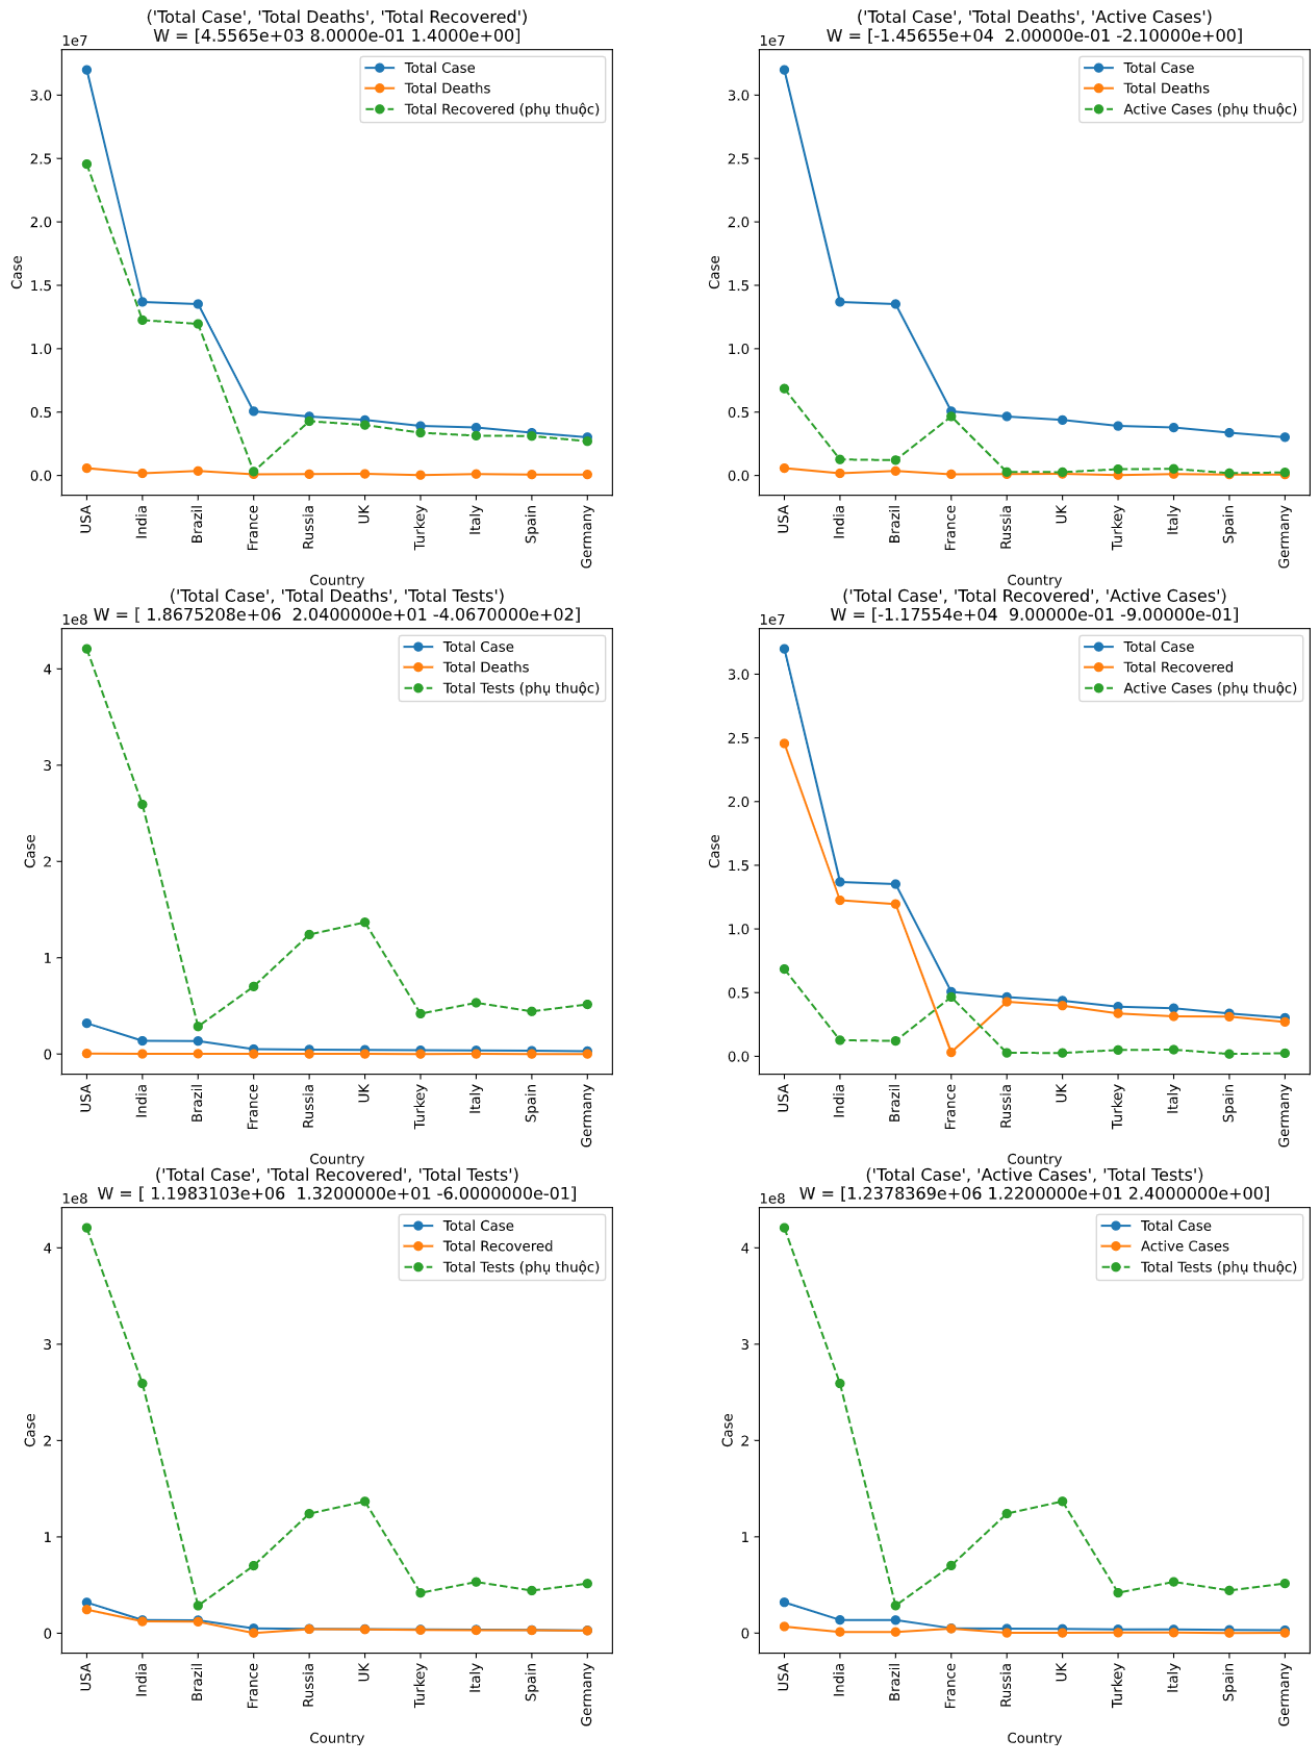 ('Total Case', 'Total Deaths', 'Total Recovered')
W = [4.5565e+03 8.0000e-01 1.4000e+00]
1e7
Total Case
Total Deaths
Total Recovered (phụ thuộc)
3.0
2.5
2.0
1.5
1.0
0.5
0.0
Case
USA
India
Brazil
France
Russia
UK
Turkey
Italy
Spain
Germany
Country
('Total Case', 'Total Deaths', 'Active Cases')
W = [-1.45655e+04 2.00000e-01 -2.10000e+00]
1e7
Total Case
Total Deaths
Active Cases (phụ thuộc)
3.0
2.5
2.0
1.5
1.0
0.5
0.0
Case
USA
India
Brazil
France
Russia
UK
Turkey
Italy
Spain
Germany
Country
('Total Case', 'Total Deaths', 'Total Tests')
1e8 W = [ 1.8675208e+06 2.0400000e+01 -4.0670000e+02]
Total Case
Total Deaths
Total Tests (phụ thuộc)
4
3
2
1
0
Case
USA
India
Brazil
France
Russia
UK
Turkey
Italy
Spain
Germany
Country
('Total Case', 'Total Recovered', 'Active Cases')
W = [-1.17554e+04 9.00000e-01 -9.00000e-01]
1e7
Total Case
Total Recovered
Active Cases (phụ thuộc)
3.0
2.5
2.0
1.5
1.0
0.5
0.0
Case
USA
India
Brazil
France
Russia
UK
Turkey
Italy
Spain
Germany
Country
('Total Case', 'Total Recovered', 'Total Tests')
1e8 W = [ 1.1983103e+06 1.3200000e+01 -6.0000000e-01]
Total Case
Total Recovered
Total Tests (phụ thuộc)
4
3
2
1
0
Case
USA
India
Brazil
France
Russia
UK
Turkey
Italy
Spain
Germany
Country
('Total Case', 'Active Cases', 'Total Tests')
1e8 W = [1.2378369e+06 1.2200000e+01 2.4000000e+00]
Total Case
Active Cases
Total Tests (phụ thuộc)
4
3
2
1
0
Case
USA
India
Brazil
France
Russia
UK
Turkey
Italy
Spain
Germany
Country